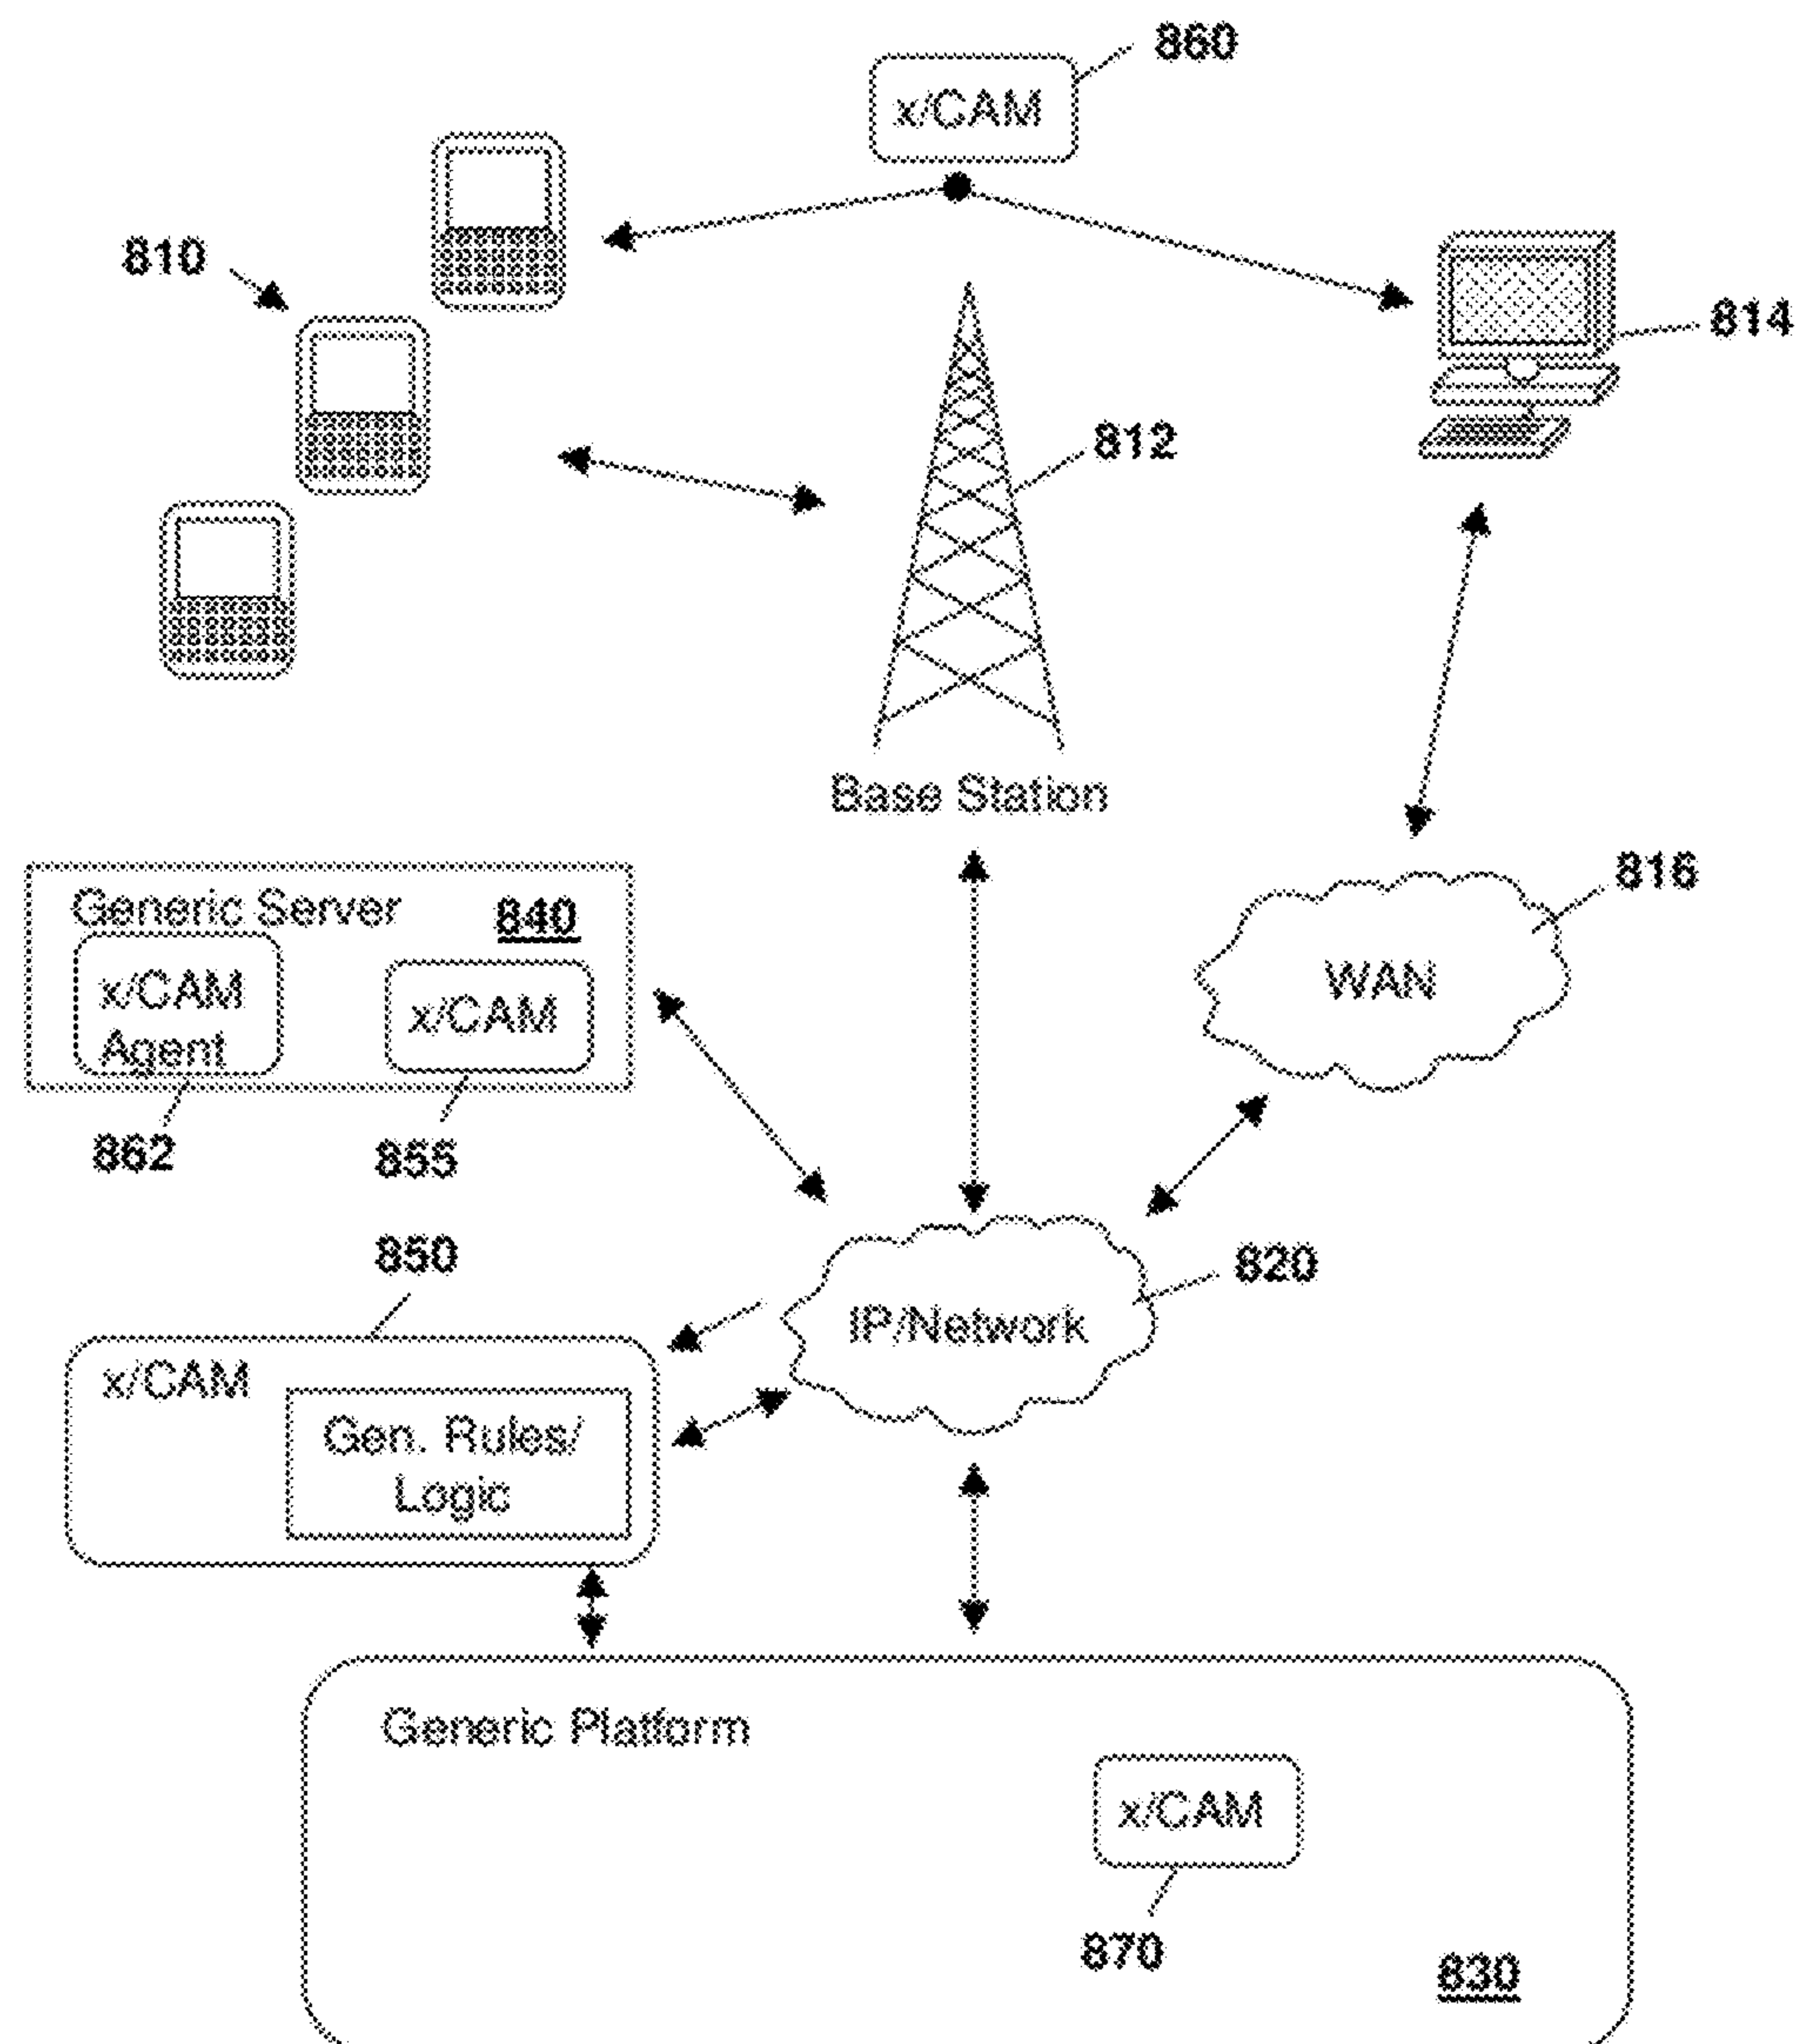 860
x/CAM
810
814
812
Base Station
816
Generic Server
840
x/CAM
Agent
x/CAM
WAN
862
855
850
820
IP/Network
x/CAM
Gen. Rules/
Logic
Generic Platform
x/CAM
870
830